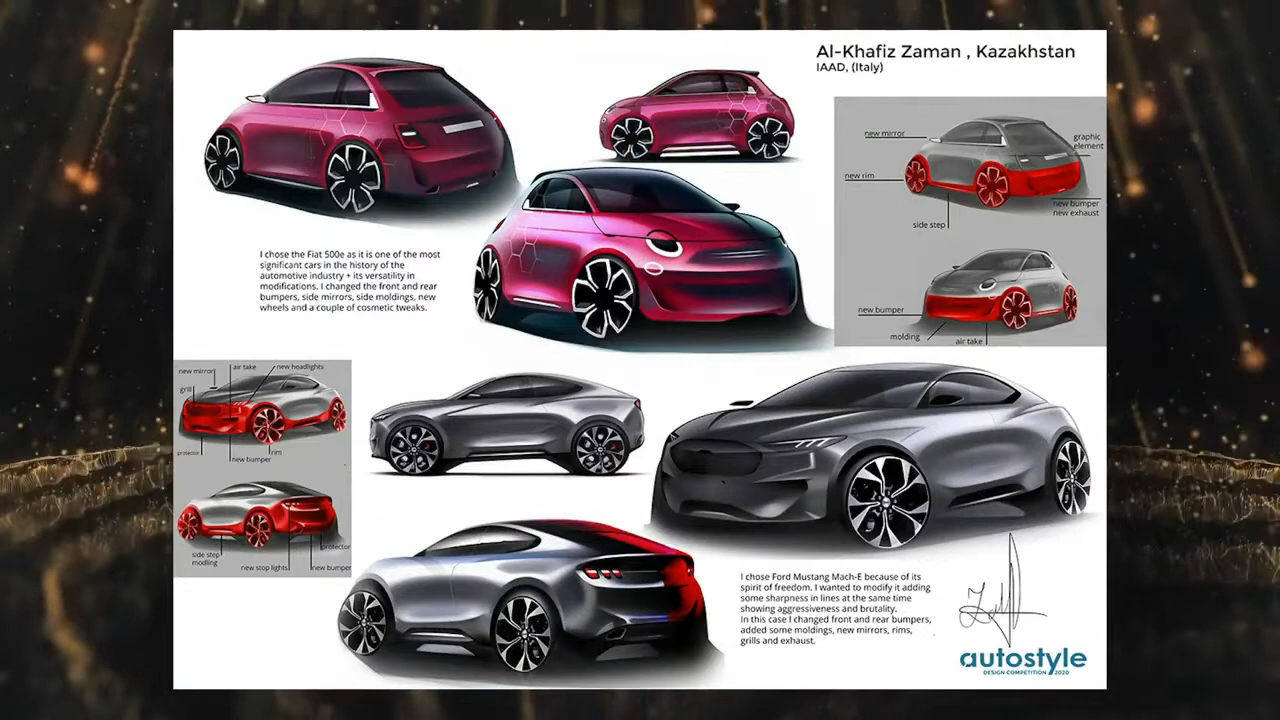 Al-Khafiz Zaman , Kazakhstan
IAAD, (Italy)
new mirror
graphic
element
new rim
new bumper
new exhaust
side step
I chose the Fiat 500e as it is one of the most
significant cars in the history of the
automotive industry + its versatility in
modifications. I changed the front and rear
bumpers, side mirrors, side moldings, new
wheels and a couple of cosmetic tweaks.
new bumper
molding
air take
new mirror
air take
new headlights
grill
protector
rim
new bumper
side step
modling
protector
new stop lights
new bumper
I chose Ford Mustang Mach-E because of its
spirit of freedom. I wanted to modify it adding
some sharpness in lines at the same time
showing aggressiveness and brutality.
In this case I changed front and rear bumpers,
added some moldings, new mirrors, rims,
grills and exhaust.
autostyle
DESIGN COMPETITION 2020